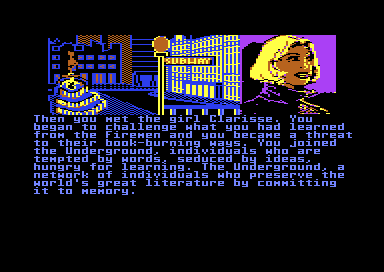 SUBWAY
Then you met the girl Clarisse. You
began to challenge what you had learned
from the firemen and you became a threat
to their book-burning ways. You joined
the Underground, individuals who are
tempted by words, seduced by ideas,
hungry for learning. The Underground, a
network of individuals who preserve the
world's great literature by committing
it to memory.